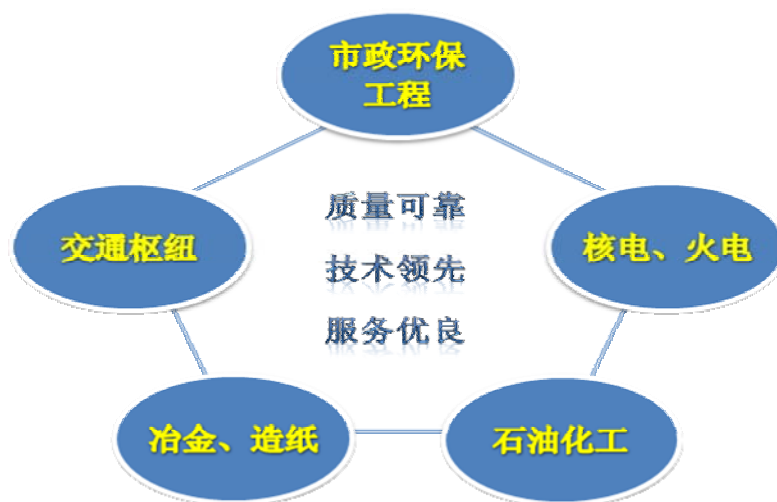 市政环保
工程
质量可靠
交通枢纽
核电、火电
技术领先
服务优良
冶金、造纸
石油化工